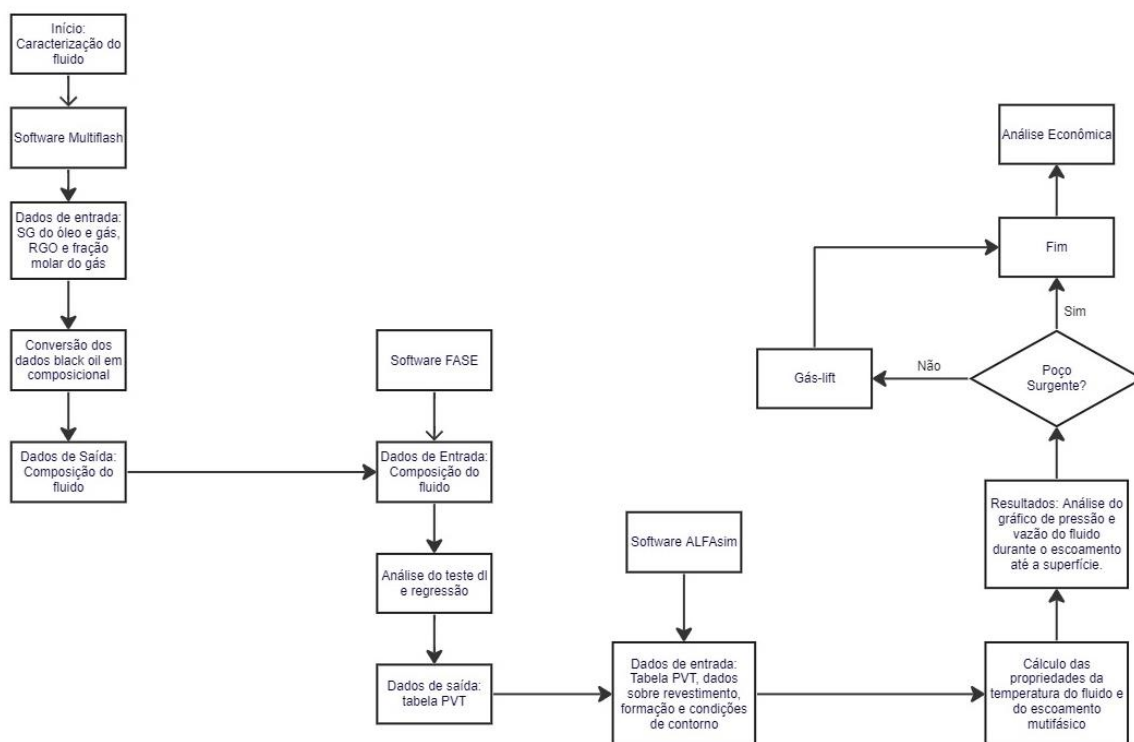 Início:
Caracterização do
fluido
Software Multiflash
Dados de entrada:
SG do óleo e gás,
RGO e fração
molar do gás
Conversão dos
dados black oil em
composicional
Dados de Saída:
Composição do
fluido
Software FASE
Dados de Entrada:
Composição do
fluido
Análise do teste dl
e regressão
Dados de saída:
tabela PVT
Software ALFAsim
Dados de entrada:
Tabela PVT, dados
sobre revestimento,
formação e condições
de contorno
Cálculo das
propriedades da
temperatura do fluido e
do escoamento
mutifásico
Resultados: Análise do
gráfico de pressão e
vazão do fluido
durante o escoamento
até a superfície.
Poço
Surgente?
Não
Gás-lift
Sim
Fim
Análise Econômica